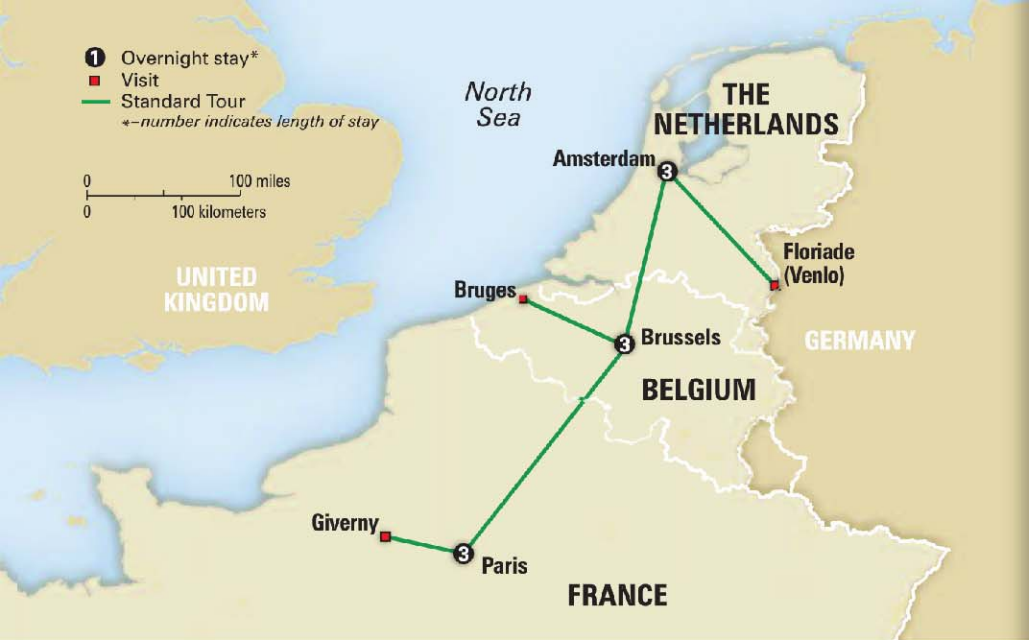 1 Overnight stay*
Visit
Standard Tour
*–number indicates length of stay
0 100 miles
0 100 kilometers
North
Sea
THE
NETHERLANDS
Amsterdam
3
Floriade
(Venlo)
UNITED
KINGDOM
Bruges
3 Brussels
GERMANY
BELGIUM
Giverny
3
Paris
FRANCE